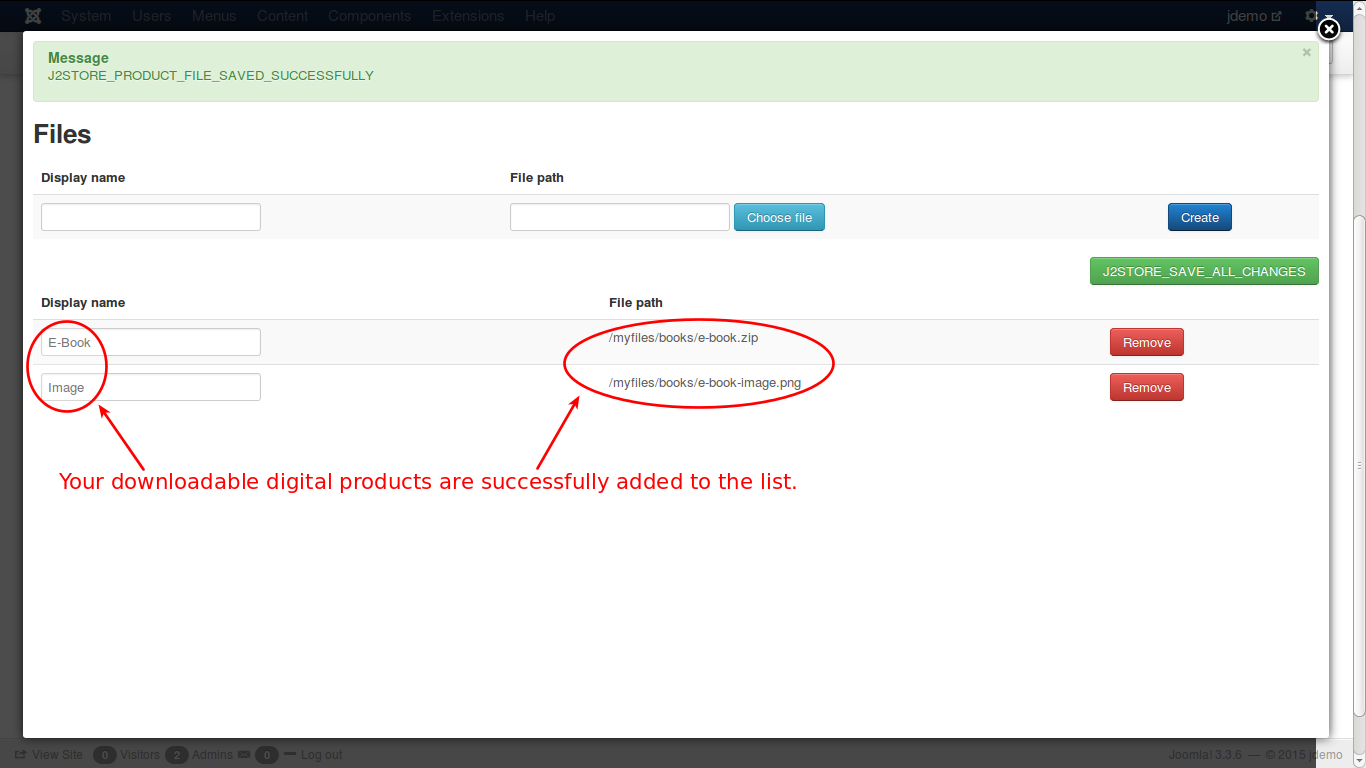 System Users Menus Content Components Extensions Help jdemo
Message ×
J2STORE_PRODUCT_FILE_SAVED_SUCCESSFULLY
Files
Display name File path
Choose file Create
J2STORE_SAVE_ALL_CHANGES
Display name File path
E-Book /myfiles/books/e-book.zip Remove
Image /myfiles/books/e-book-image.png Remove
Your downloadable digital products are successfully added to the list.
View Site 0 Visitors 2 Admins 0 Log out Joomla! 3.3.6 — © 2015 jdemo